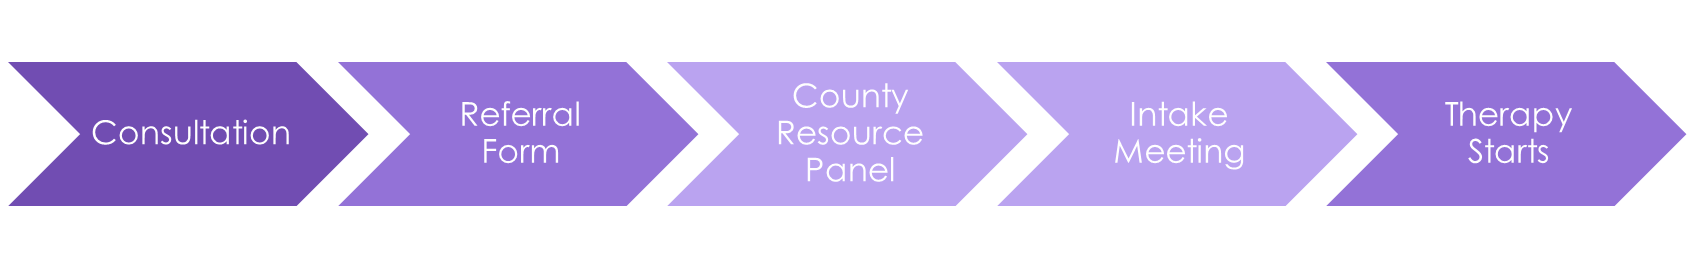 Consultation
Referral
Form
County
Resource
Panel
Intake
Meeting
Therapy
Starts